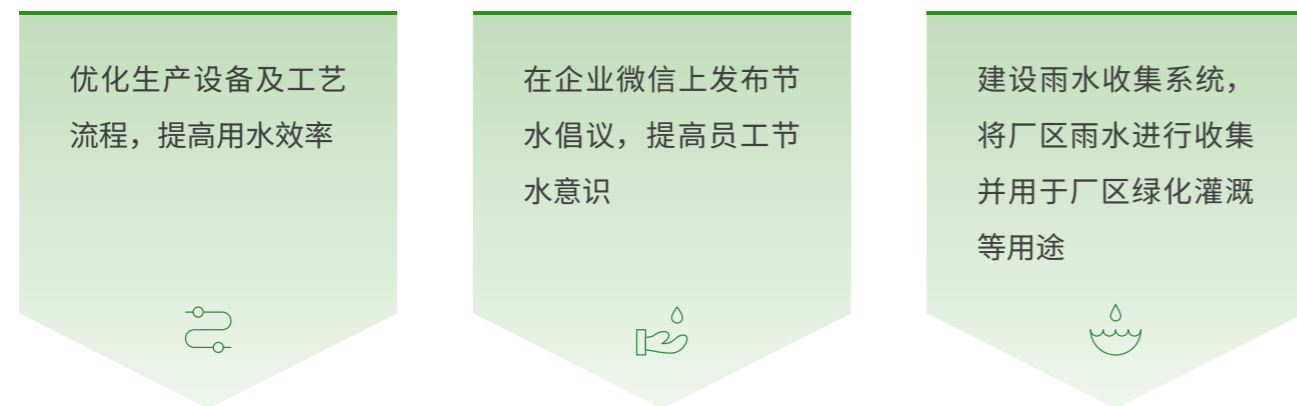 优化生产设备及工艺
流程，提高用水效率
在企业微信上发布节
水倡议，提高员工节
水意识
建设雨水收集系统，
将厂区雨水进行收集
并用于厂区绿化灌溉
等用途